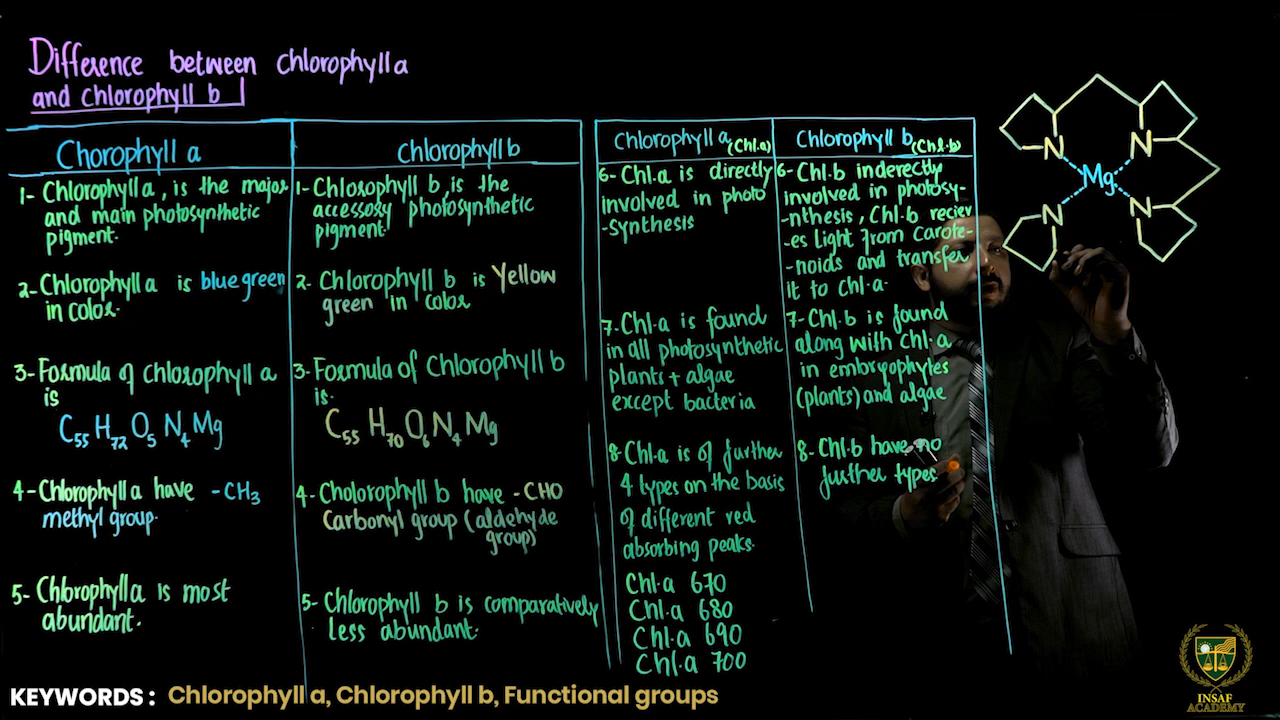 Difference between chlorophyll a
and chlorophyll b
Chorophyll a
1- Chlorophyll a, is the major
and main photosynthetic
pigment.
2- Chlorophyll a is blue green
in color.
3- Formula of chlorophyll a
is
C55 H72 O5 N4 Mg
4- Chlorophyll a have -CH3
methyl group.
5- Chlorophyll a is most
abundant.
Chlorophyll b
1- Chlorophyll b, is the
accessory photosynthetic
pigment.
2- Chlorophyll b is Yellow
green in color
3- Formula of Chlorophyll b
is.
C55 H70 O6 N4 Mg
4- Cholorophyll b have -CHO
Carbonyl group (aldehyde
group)
5- Chlorophyll b is comparatively
less abundant.
Chlorophyll a (Chl.a)
6- Chl.a is directly
involved in photo
-synthesis
7- Chl.a is found
in all photosynthetic
plants + algae
except bacteria
8- Chl.a is of further
4 types on the basis
of different red
absorbing peaks.
Chl.a 670
Chl.a 680
Chl.a 690
Chl.a 700
Chlorophyll b (Chl.b)
6- Chl.b inderectly
involved in photosy-
-nthesis, Chl.b reciev
-es Light from Carote-
-noids and transfer
it to chl.a.
7- Chl.b is found
along with Chl.a
in embryophytes
(plants) and algae
8- Chl.b have no
further types
N N
Mg
N N
KEYWORDS : Chlorophyll a, Chlorophyll b, Functional groups
INSAF
ACADEMY